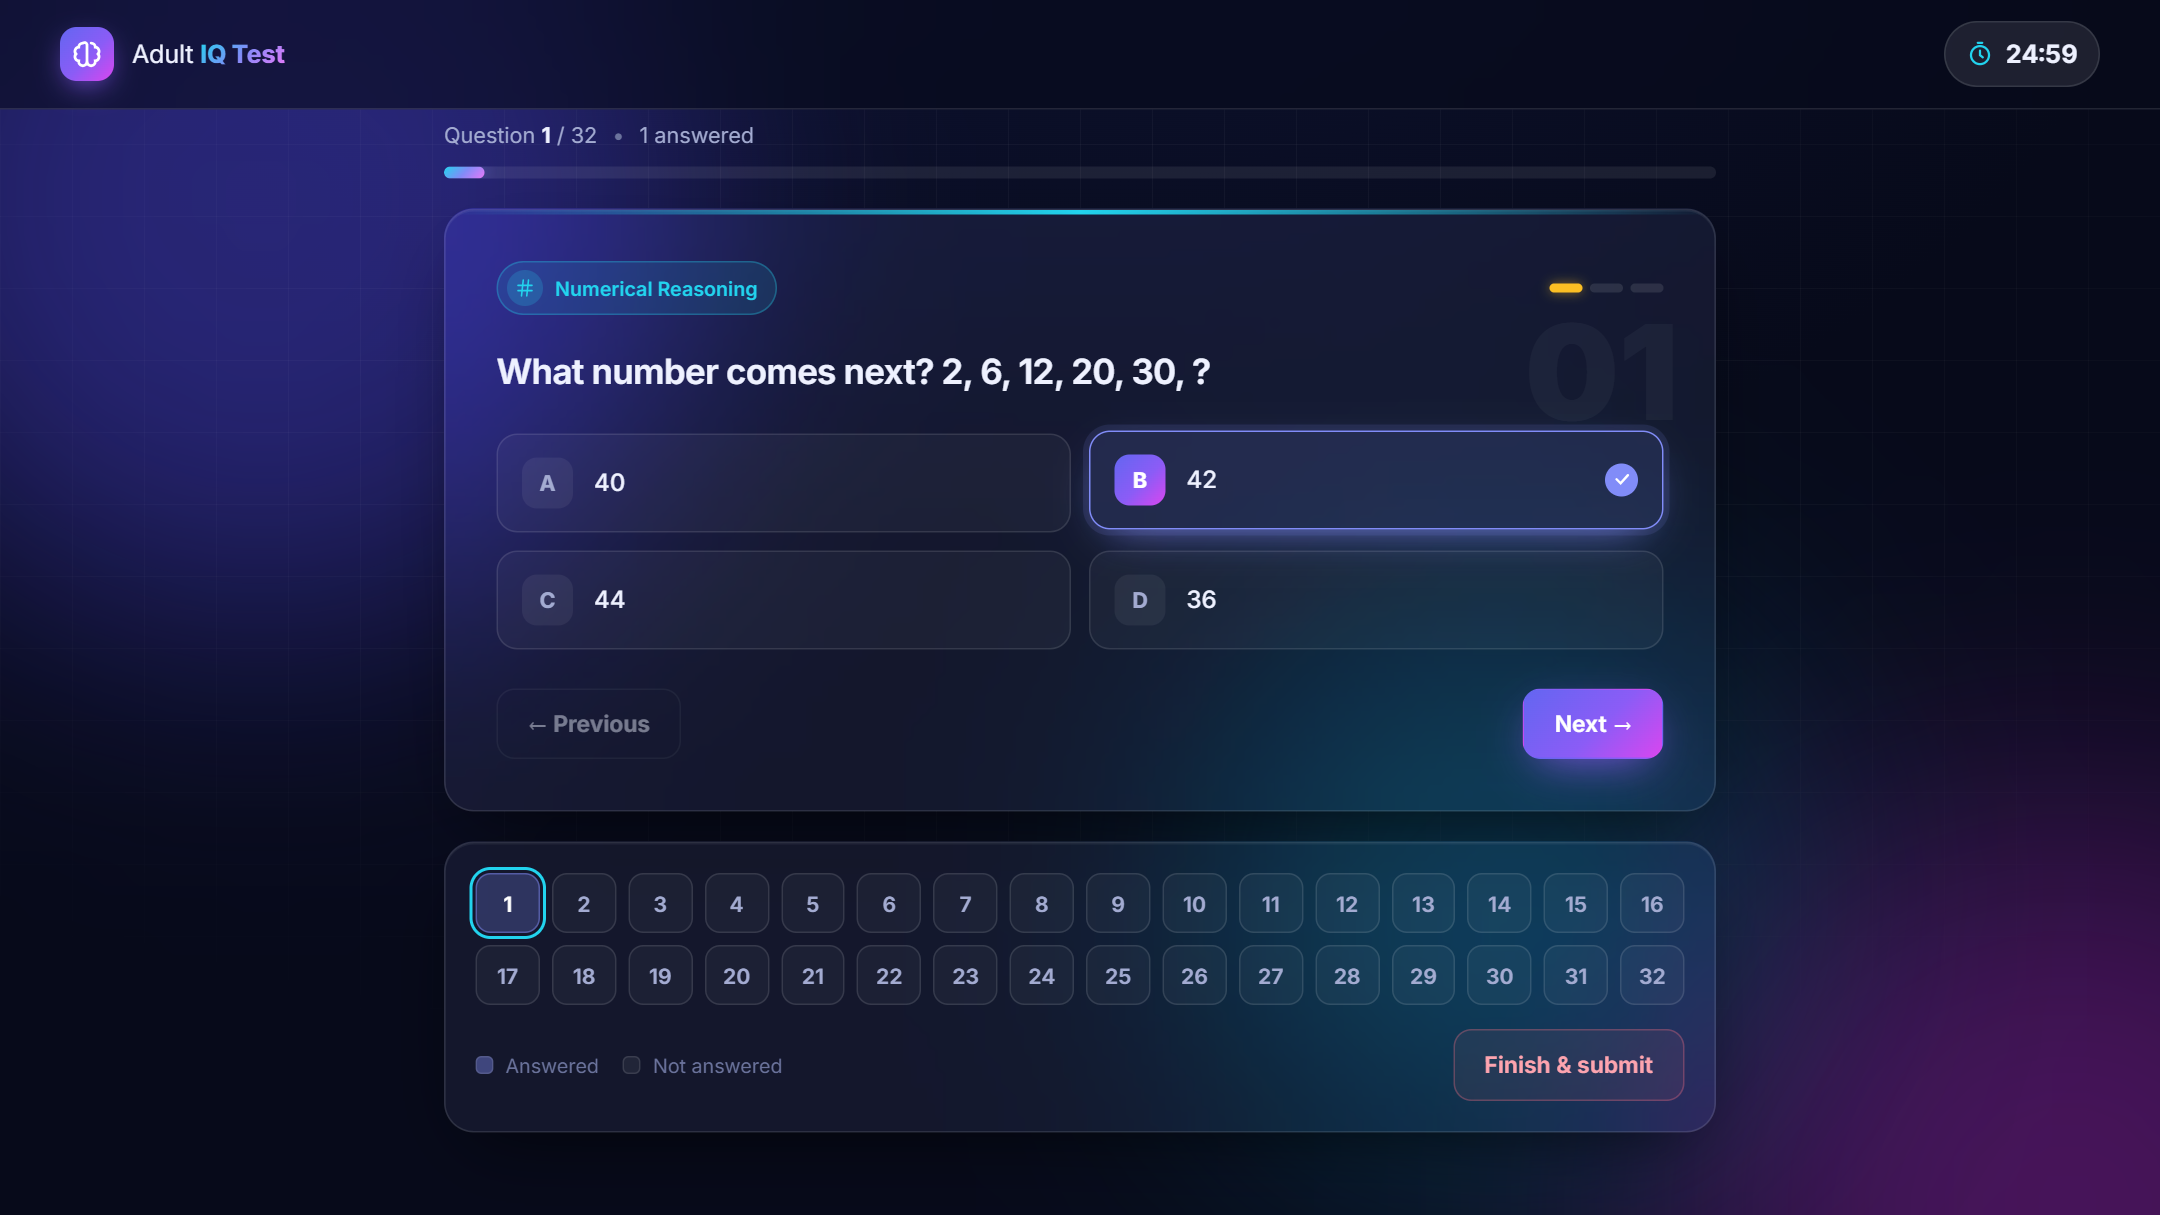 Adult IQ Test
24:59
Question 1 / 32 • 1 answered
# Numerical Reasoning
01
What number comes next? 2, 6, 12, 20, 30, ?
A 40
B 42
C 44
D 36
← Previous
Next →
1 2 3 4 5 6 7 8 9 10 11 12 13 14 15 16
17 18 19 20 21 22 23 24 25 26 27 28 29 30 31 32
Answered Not answered
Finish & submit